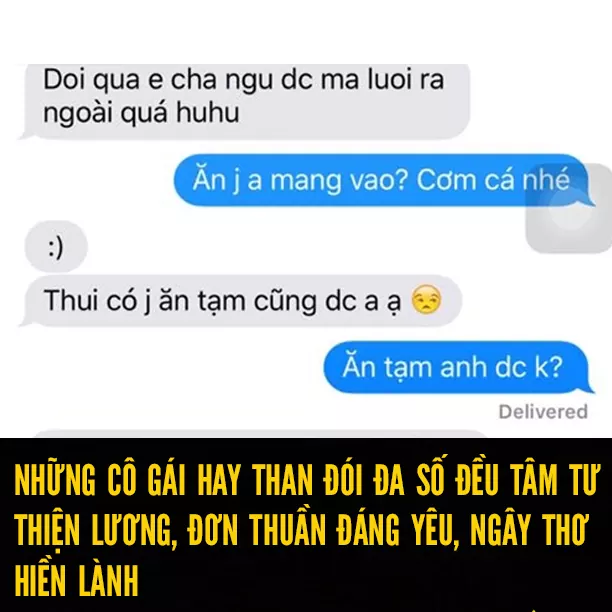 Doi qua e cha ngu dc ma luoi ra
ngoài quá huhu
Ăn j a mang vao? Cơm cá nhé
:)
Thui có j ăn tạm cũng dc a ạ 😒
Ăn tạm anh dc k?
Delivered
NHỮNG CÔ GÁI HAY THAN ĐÓI ĐA SỐ ĐỀU TÂM TƯ
THIỆN LƯƠNG, ĐƠN THUẦN ĐÁNG YÊU, NGÂY THƠ
HIỀN LÀNH